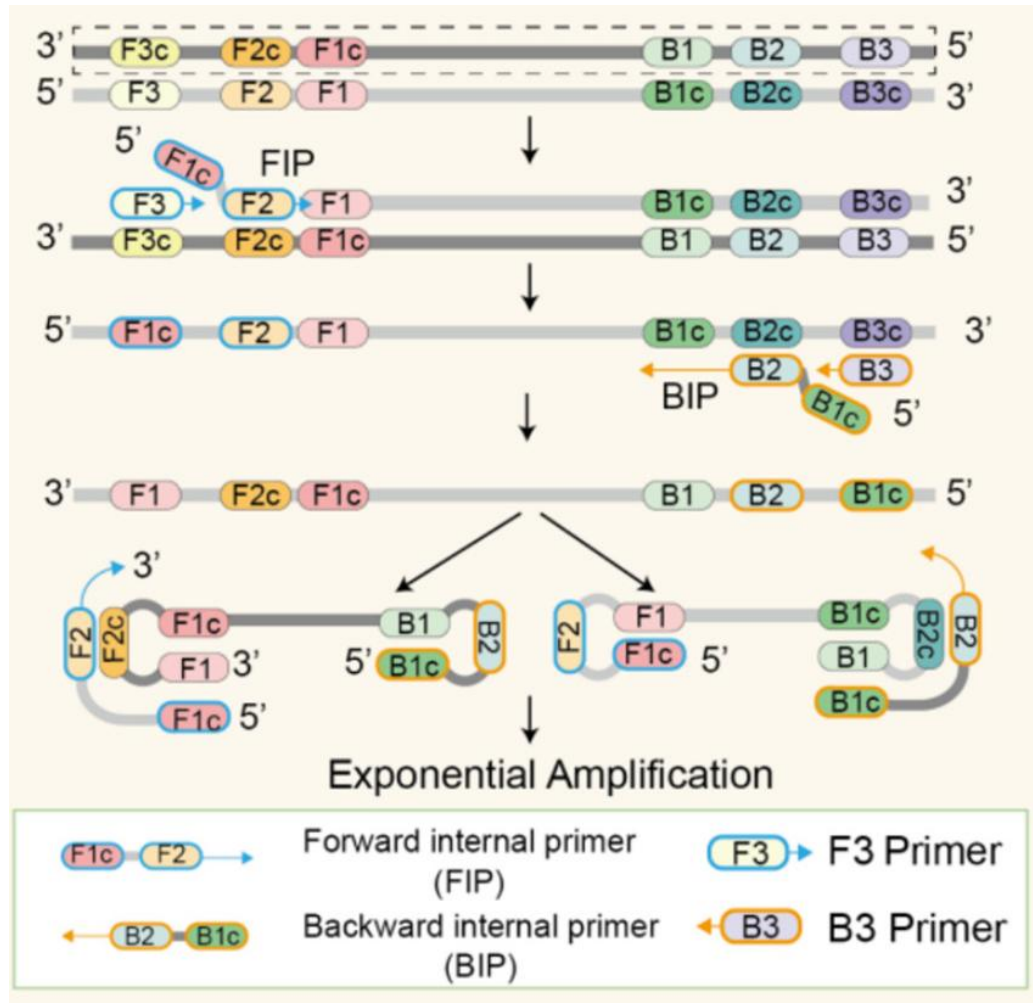 3’ F3c F2c F1c B1 B2 B3 5’
5’ F3 F2 F1 B1c B2c B3c 3’
5’ F1c FIP
F3 F2 F1 B1c B2c B3c 3’
3’ F3c F2c F1c B1 B2 B3 5’
5’ F1c F2 F1 B1c B2c B3c 3’
BIP B2 B3
B1c 5’
3’ F1 F2c F1c B1 B2 B1c 5’
3’
F2 F2c F1c B1 B2 F2 F1 B1c B2c B2
F1 3’ 5’ B1c F1c 5’ B1
F1c 5’ B1c
Exponential Amplification
F1c F2 Forward internal primer
(FIP)
F3 F3 Primer
B2 B1c Backward internal primer
(BIP)
B3 B3 Primer